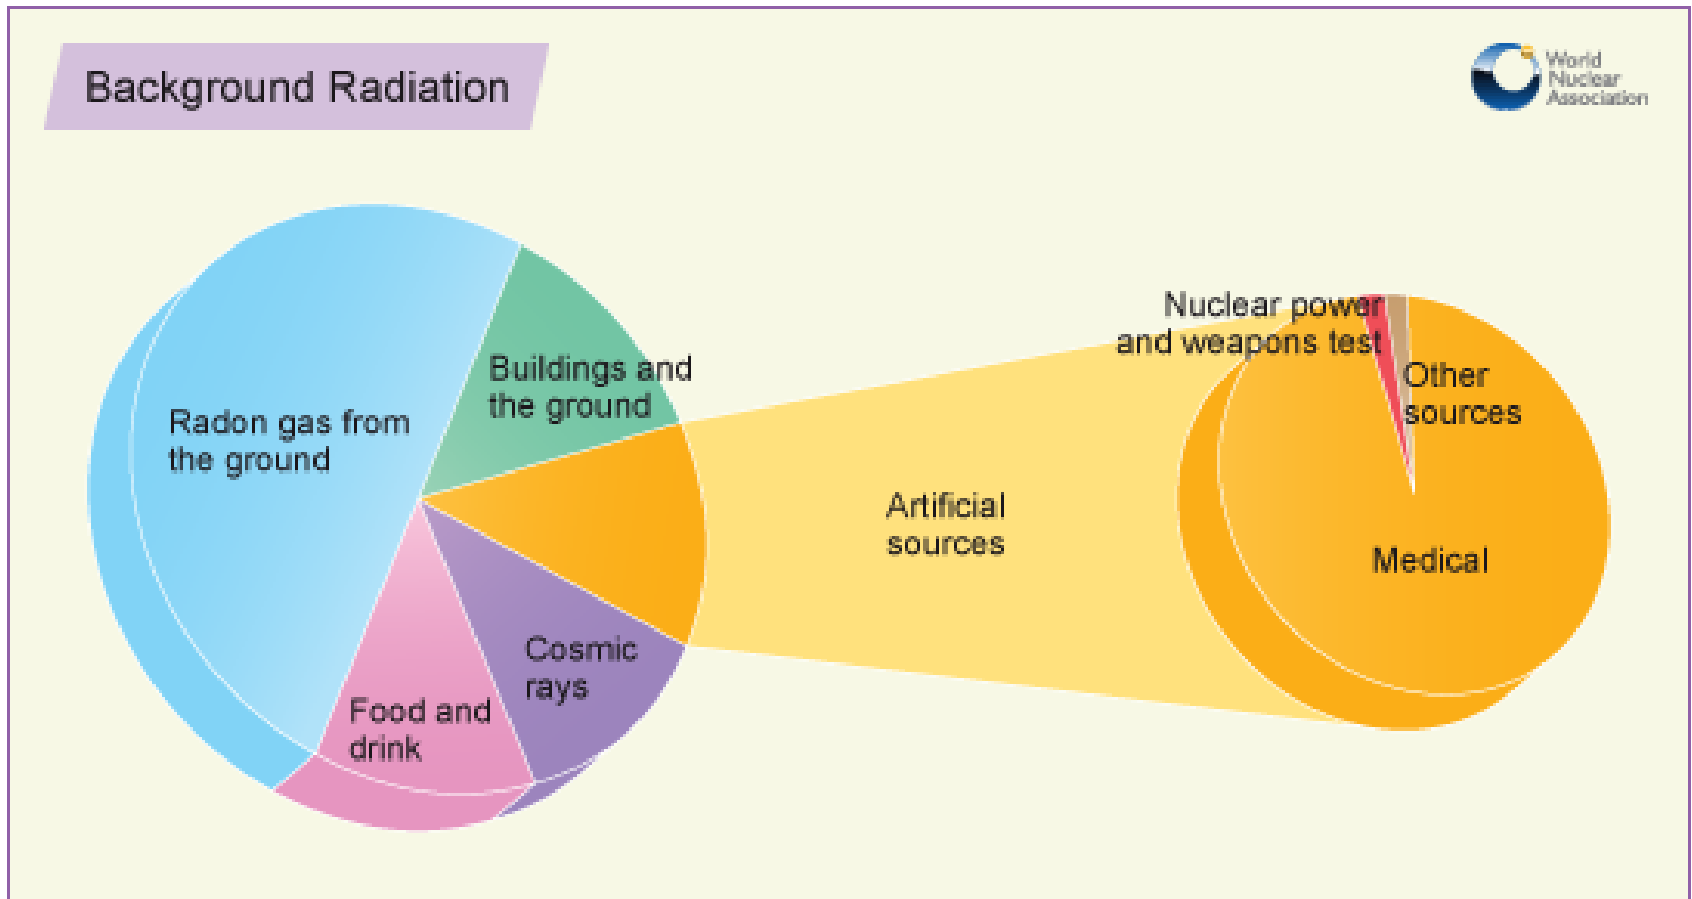 Background Radiation
World
Nuclear
Association
Radon gas from
the ground
Buildings and
the ground
Cosmic
rays
Food and
drink
Artificial
sources
Nuclear power
and weapons test
Other
sources
Medical